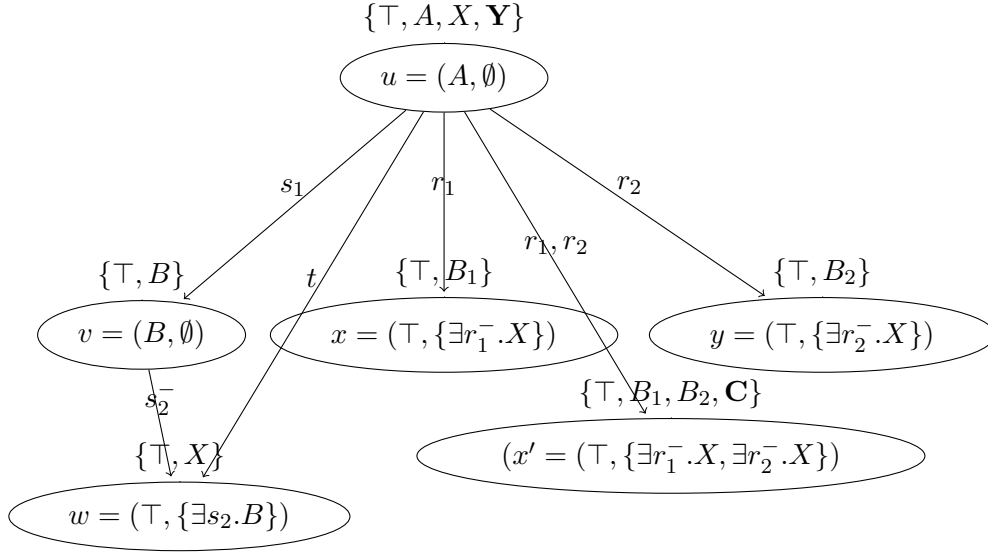 {⊤, A, X, Y}
u = (A, ∅)
s₁
r₁
r₂
r₁, r₂
t
{⊤, B}
{⊤, B₁}
{⊤, B₂}
v = (B, ∅)
x = (⊤, {∃r₁⁻.X})
y = (⊤, {∃r₂⁻.X})
s₂⁻
{⊤, B₁, B₂, C}
{⊤, X}
(x′ = (⊤, {∃r₁⁻.X, ∃r₂⁻.X})
w = (⊤, {∃s₂.B})